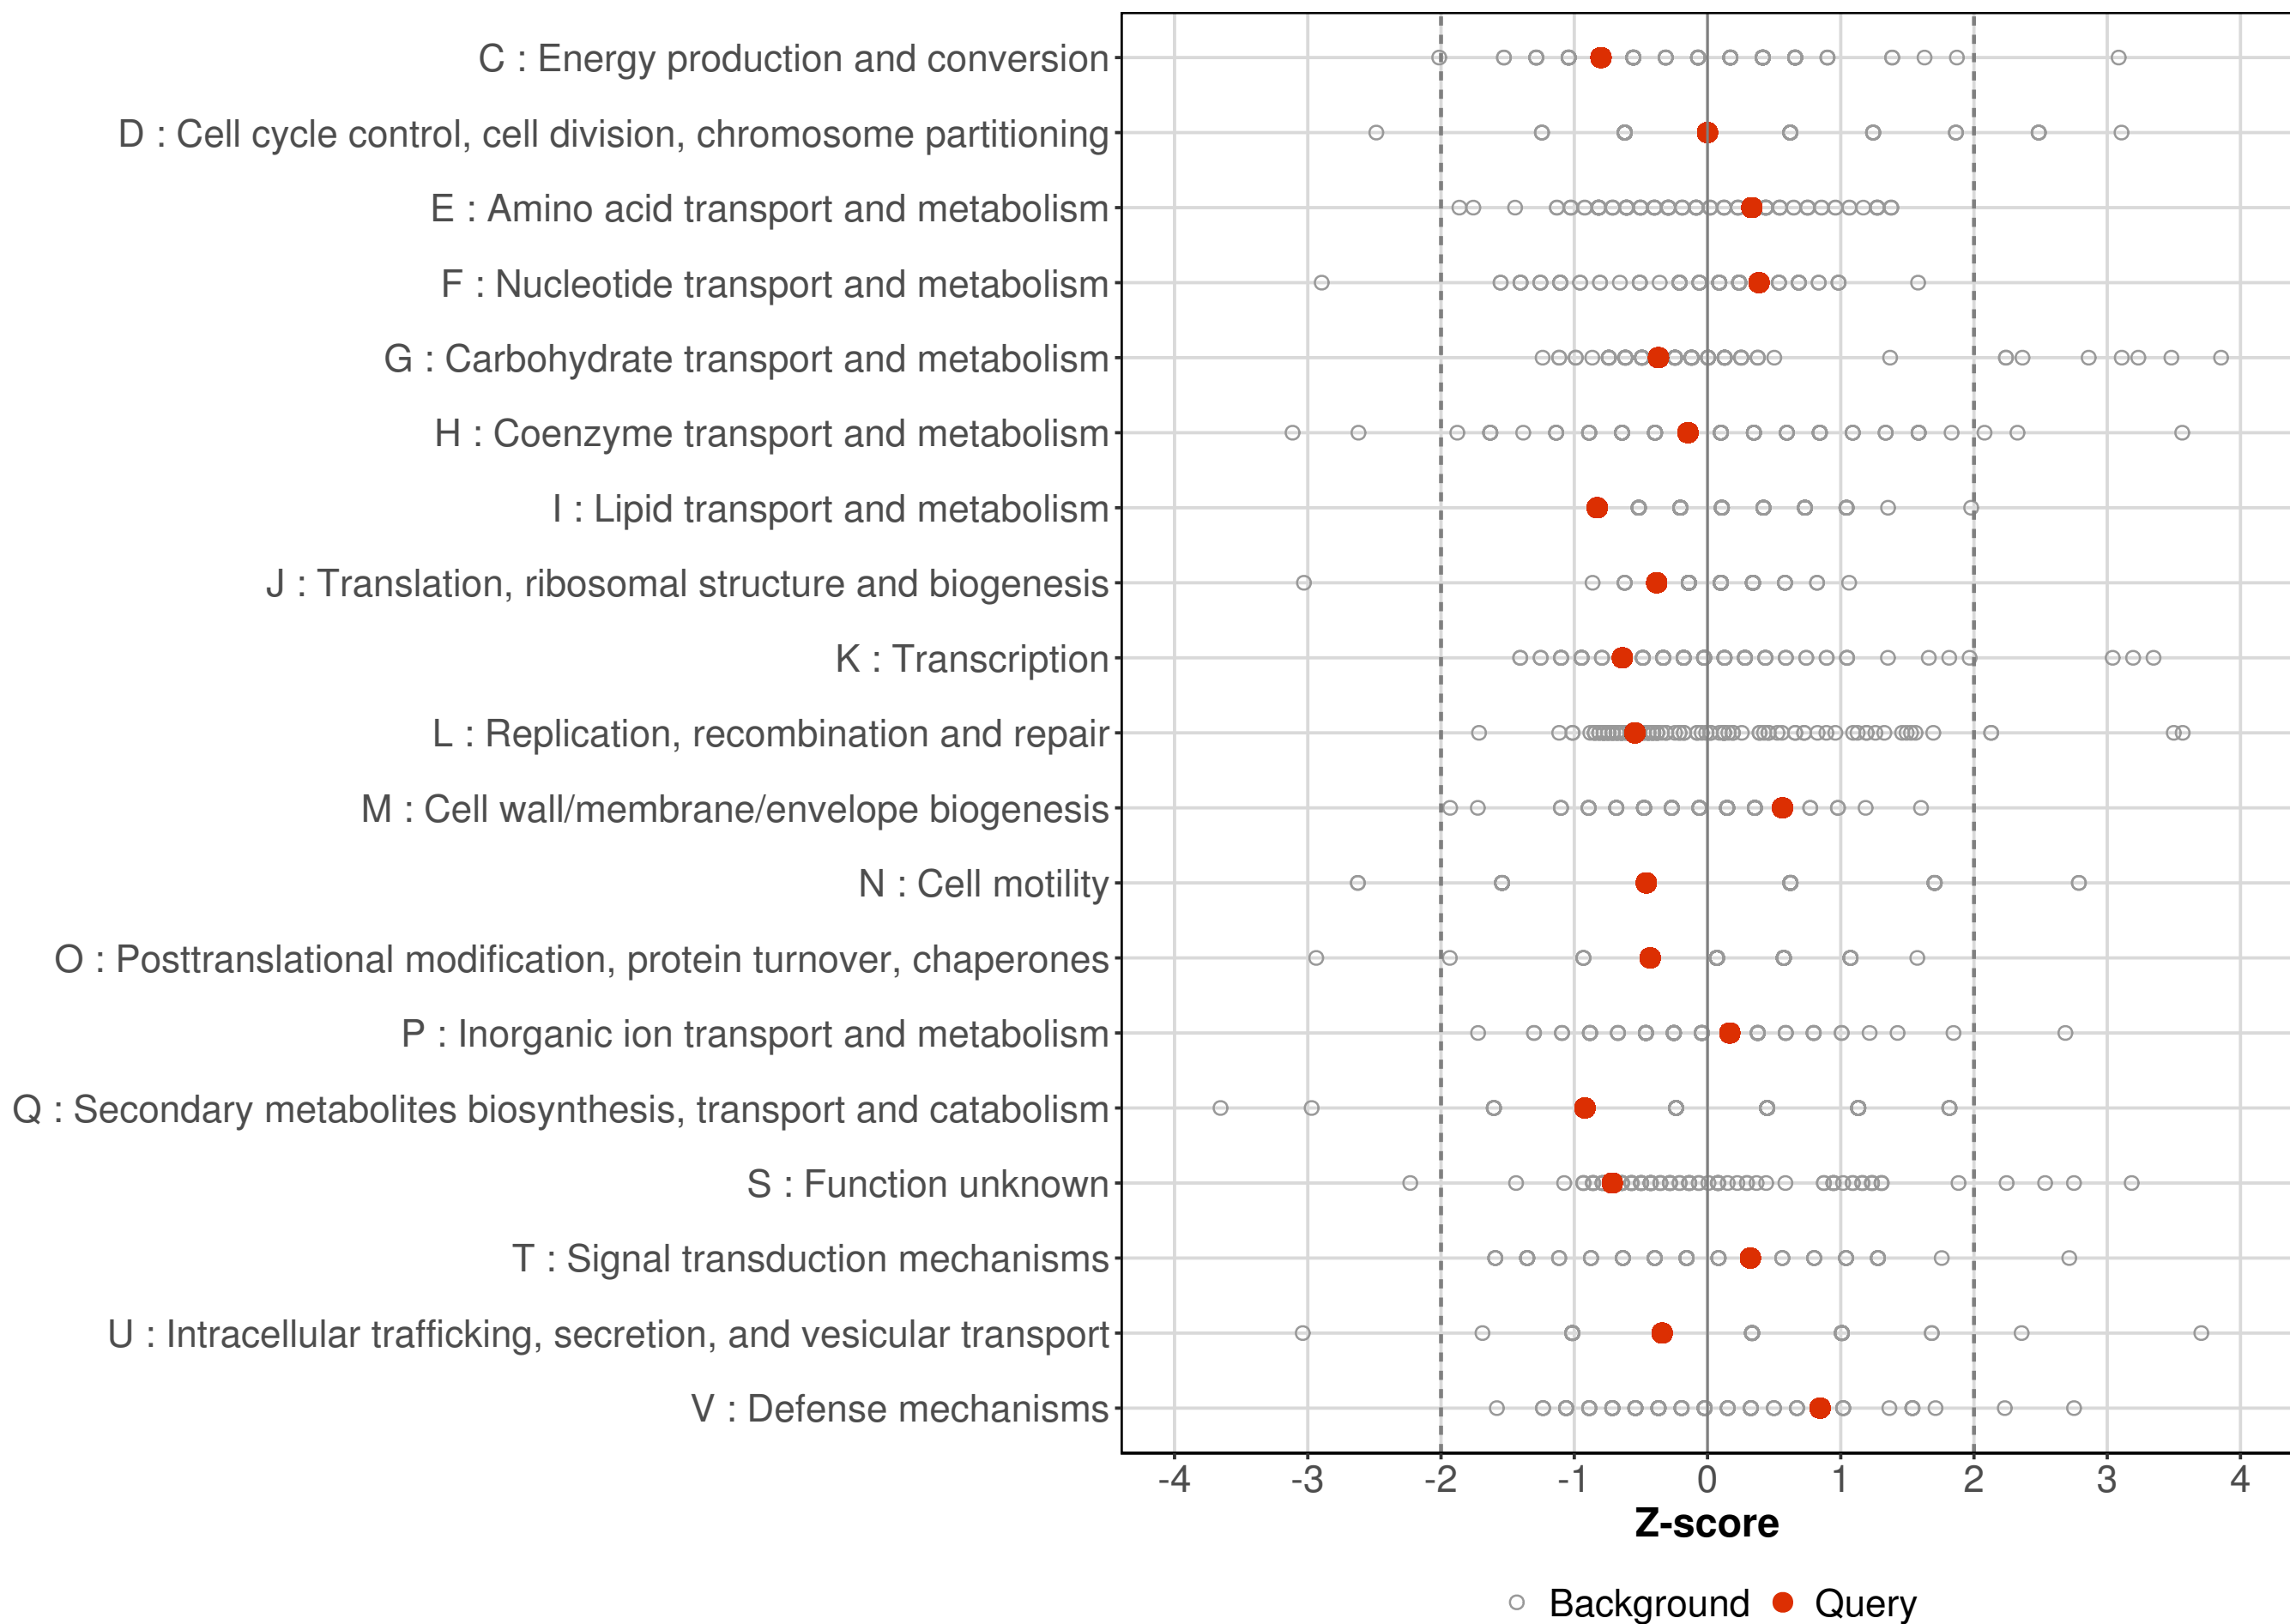 C : Energy production and conversion
D : Cell cycle control, cell division, chromosome partitioning
E : Amino acid transport and metabolism
F : Nucleotide transport and metabolism
G : Carbohydrate transport and metabolism
H : Coenzyme transport and metabolism
I : Lipid transport and metabolism
J : Translation, ribosomal structure and biogenesis
K : Transcription
L : Replication, recombination and repair
M : Cell wall/membrane/envelope biogenesis
N : Cell motility
O : Posttranslational modification, protein turnover, chaperones
P : Inorganic ion transport and metabolism
Q : Secondary metabolites biosynthesis, transport and catabolism
S : Function unknown
T : Signal transduction mechanisms
U : Intracellular trafficking, secretion, and vesicular transport
V : Defense mechanisms
-4 -3 -2 -1 0 1 2 3 4
Z-score
Background Query